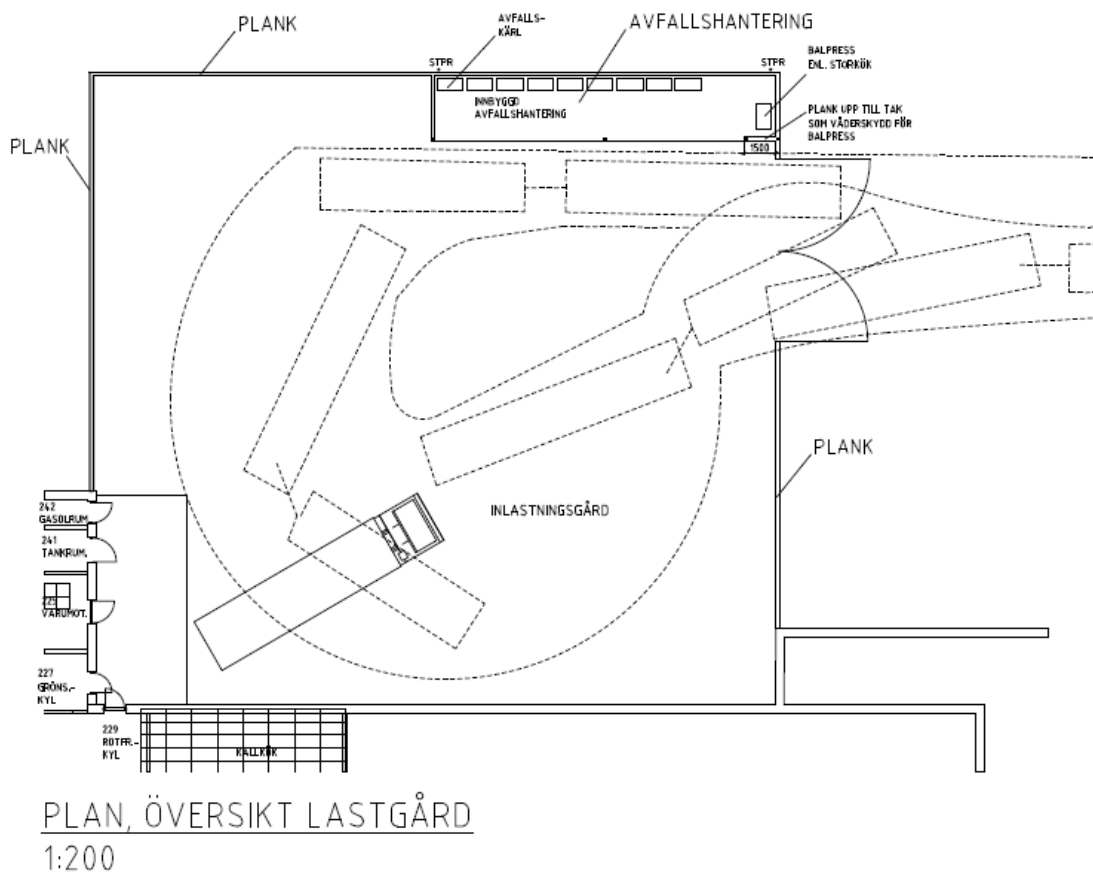 PLANK
AVFALLS-
KÄRL
AVFALLSHANTERING
BALPRESS
ENL. STORKÖK
STPR
STPR
INNBYGGD
AVFALLSHANTERING
PLANK UPP TILL TAK
SOM VÄDERSKYDD FÖR
BALPRESS
PLANK
1500
PLANK
INLASTNINGSGÅRD
242
GASOLRUM
241
TANKRUM.
225
VARUMOT.
227
GRÖNS.-
KYL
229
ROTFR.-
KYL
KALLKÖK
PLAN, ÖVERSIKT LASTGÅRD
1:200